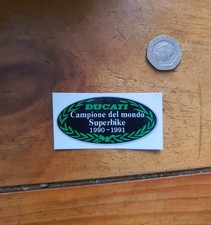 DUCATI
Campione del mondo
Superbike
1990-1991